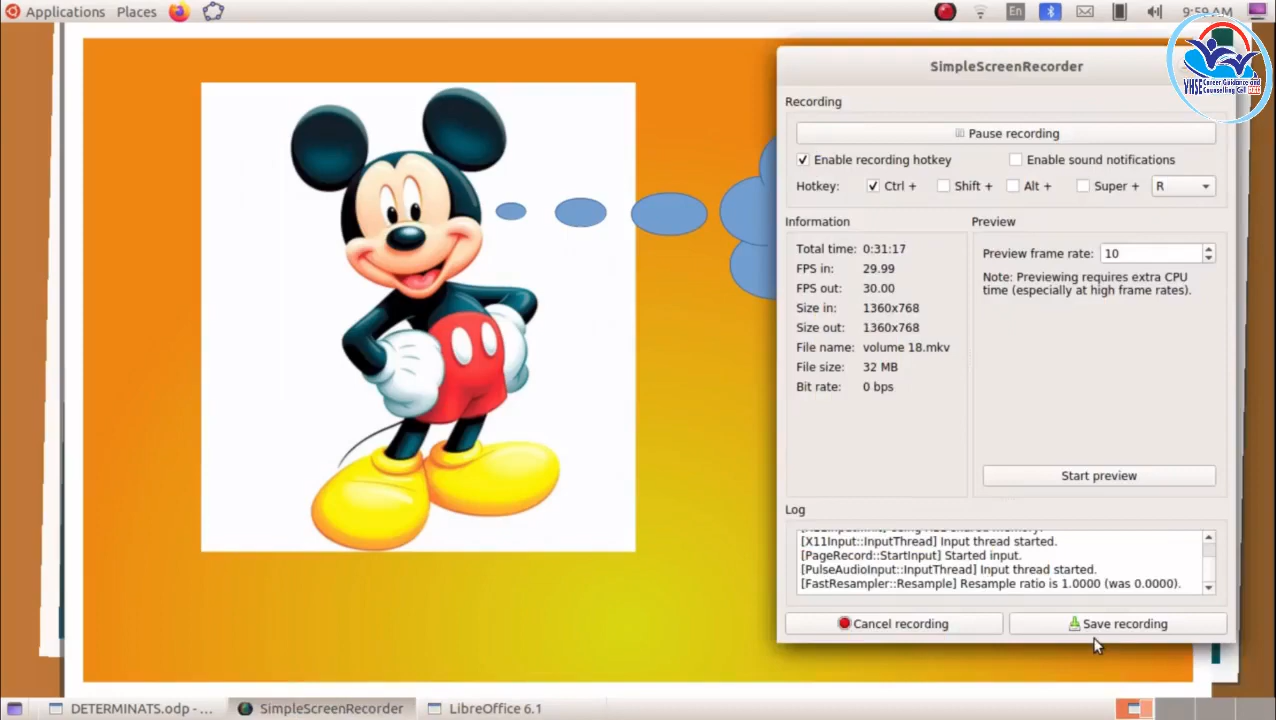 Applications Places En 9:59 AM
SimpleScreenRecorder
VHSE Career Guidance and
Counselling Cell
Recording
Pause recording
Enable recording hotkey Enable sound notifications
Hotkey: Ctrl + Shift + Alt + Super + R
Information
Total time: 0:31:17
FPS in: 29.99
FPS out: 30.00
Size in: 1360x768
Size out: 1360x768
File name: volume 18.mkv
File size: 32 MB
Bit rate: 0 bps
Preview
Preview frame rate: 10
Note: Previewing requires extra CPU
time (especially at high frame rates).
Start preview
Log
[X11Input::InputThread] Input thread started.
[PageRecord::StartInput] Started input.
[PulseAudioInput::InputThread] Input thread started.
[FastResampler::Resample] Resample ratio is 1.0000 (was 0.0000).
Cancel recording Save recording
DETERMINATS.odp - ... SimpleScreenRecorder LibreOffice 6.1